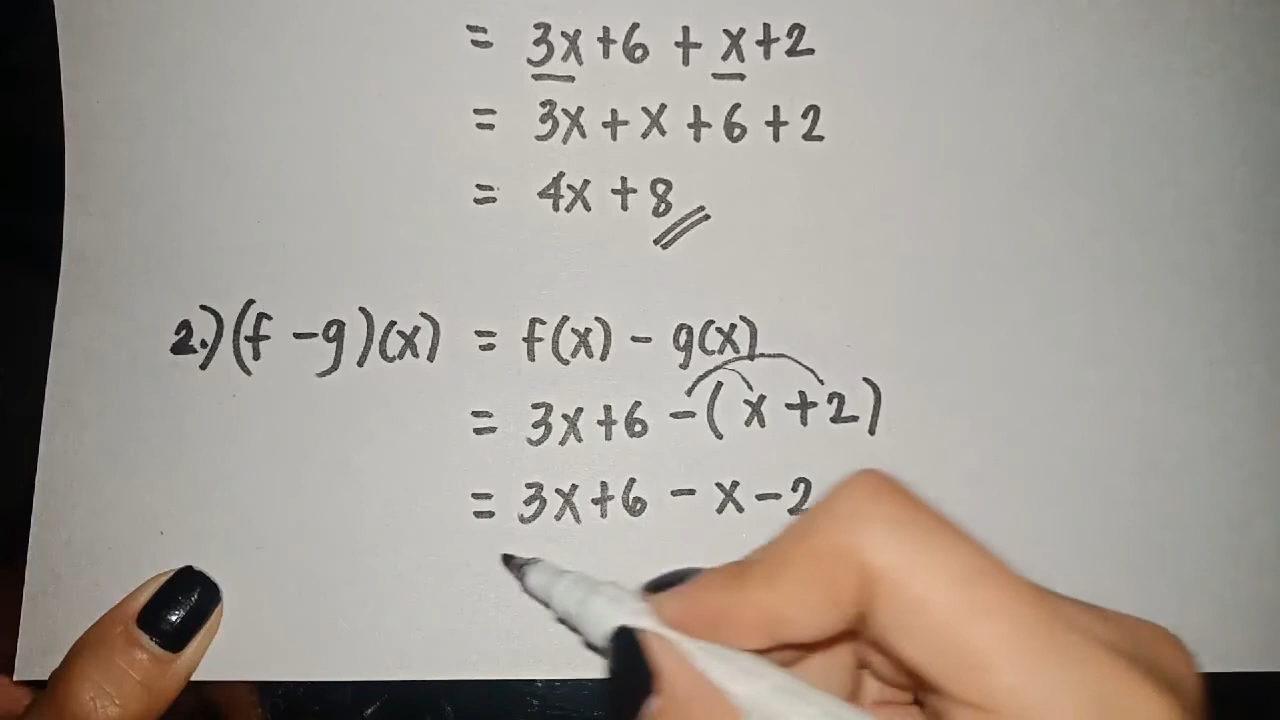 = 3x+6 + x+2
= 3x + x + 6 + 2
= 4x + 8
2.) (f - g)(x) = f(x) - g(x)
= 3x+6 -(x+2)
= 3x+6 - x-2